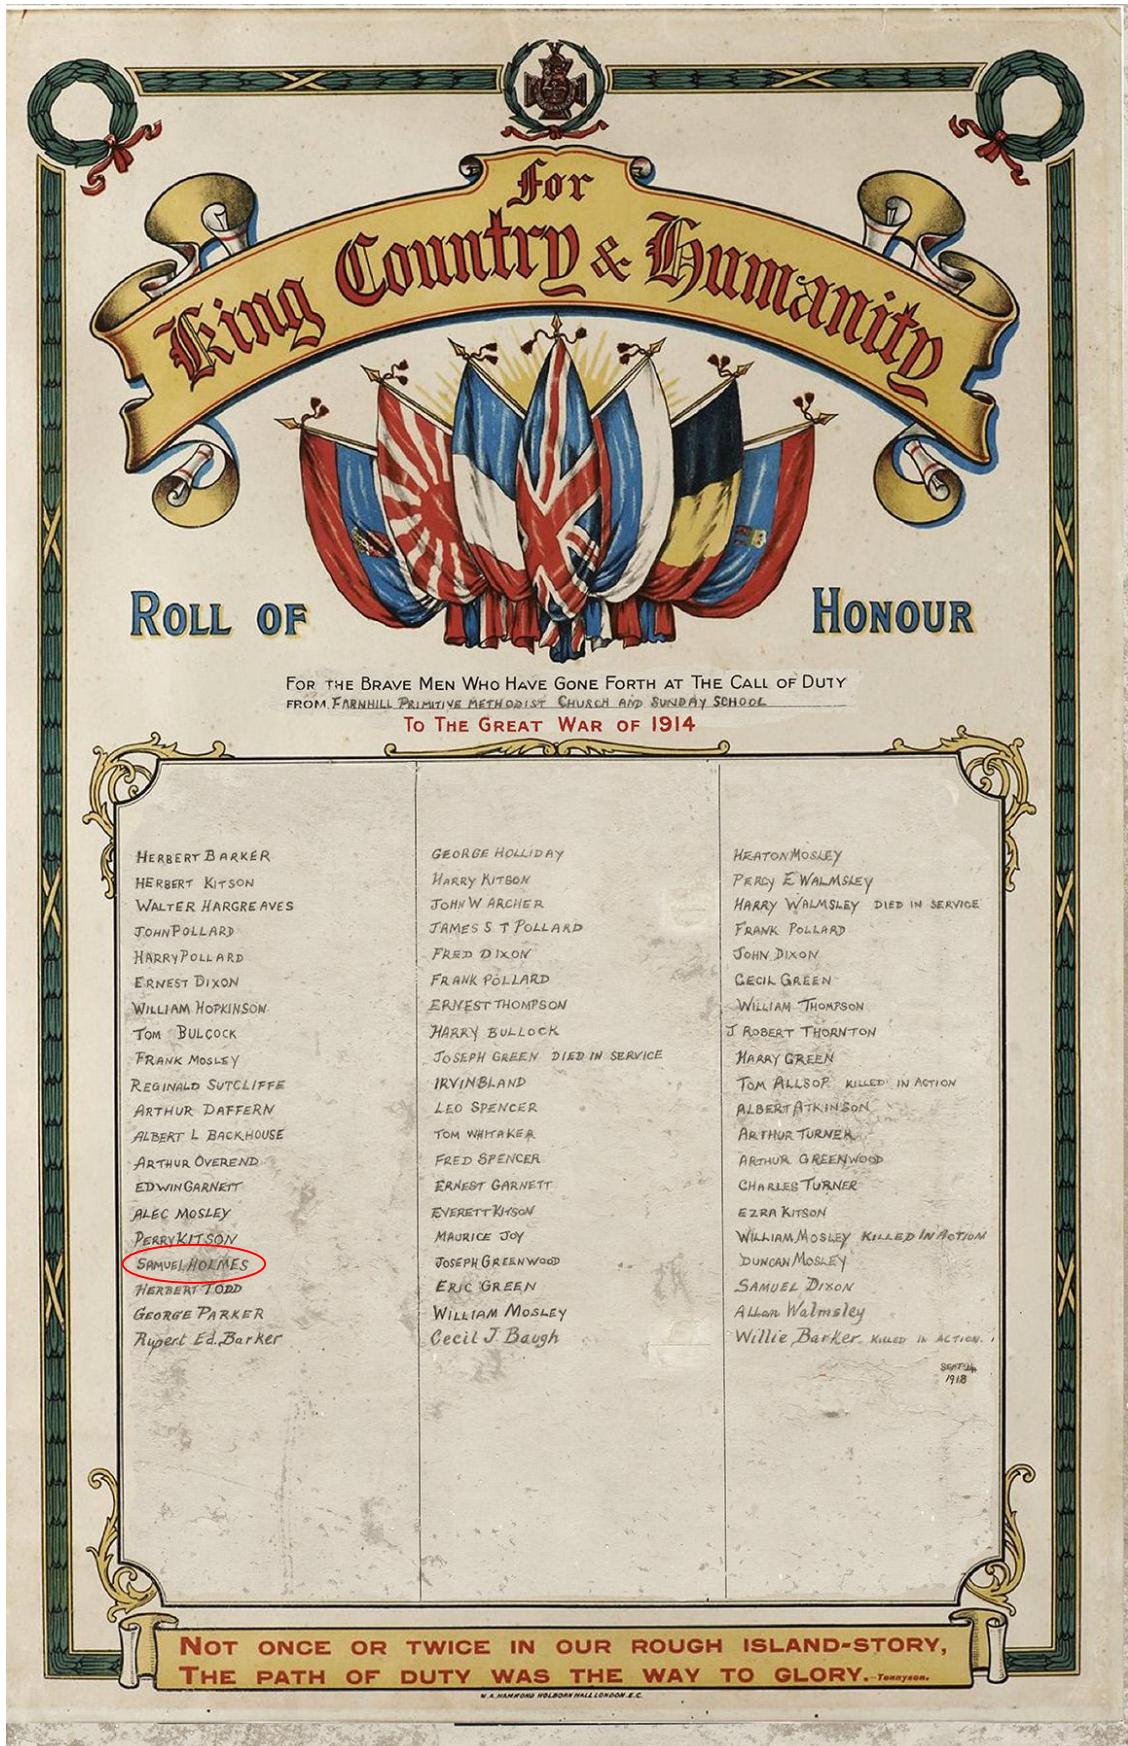 For
King Country & Humanity
ROLL OF HONOUR
FOR THE BRAVE MEN WHO HAVE GONE FORTH AT THE CALL OF DUTY
FROM FARNHILL PRIMITIVE METHODIST CHURCH AND SUNDAY SCHOOL
TO THE GREAT WAR OF 1914
HERBERT BARKER
HERBERT KITSON
WALTER HARGREAVES
JOHN POLLARD
HARRY POLLARD
ERNEST DIXON
WILLIAM HOPKINSON
TOM BULCOCK
FRANK MOSLEY
REGINALD SUTCLIFFE
ARTHUR DAFFERN
ALBERT L BACKHOUSE
ARTHUR OVEREND
EDWIN GARNETT
ALEC MOSLEY
PERRY KITSON
SAMUEL HOLMES
HERBERT TODD
GEORGE PARKER
Rupert Ed. Barker
GEORGE HOLLIDAY
HARRY KITSON
JOHN W ARCHER
JAMES S T POLLARD
FRED DIXON
FRANK POLLARD
ERNEST THOMPSON
HARRY BULLOCK
JOSEPH GREEN DIED IN SERVICE
IRVIN BLAND
LEO SPENCER
TOM WHITAKER
FRED SPENCER
ERNEST GARNETT
EVERETT KITSON
MAURICE JOY
JOSEPH GREENWOOD
ERIC GREEN
WILLIAM MOSLEY
Cecil J Baugh
HEATON MOSLEY
PERCY E WALMSLEY
HARRY WALMSLEY DIED IN SERVICE
FRANK POLLARD
JOHN DIXON
CECIL GREEN
WILLIAM THOMPSON
J ROBERT THORNTON
HARRY GREEN
TOM ALLSOP KILLED IN ACTION
ALBERT ATKINSON
ARTHUR TURNER
ARTHUR GREENWOOD
CHARLES TURNER
EZRA KITSON
WILLIAM MOSLEY KILLED IN ACTION
DUNCAN MOSLEY
SAMUEL DIXON
Allan Walmsley
Willie Barker KILLED IN ACTION.
SEPT 24
1918
NOT ONCE OR TWICE IN OUR ROUGH ISLAND-STORY,
THE PATH OF DUTY WAS THE WAY TO GLORY.-Tennyson.
W.A.HAMMOND HOLBORN HALL LONDON.E.C.